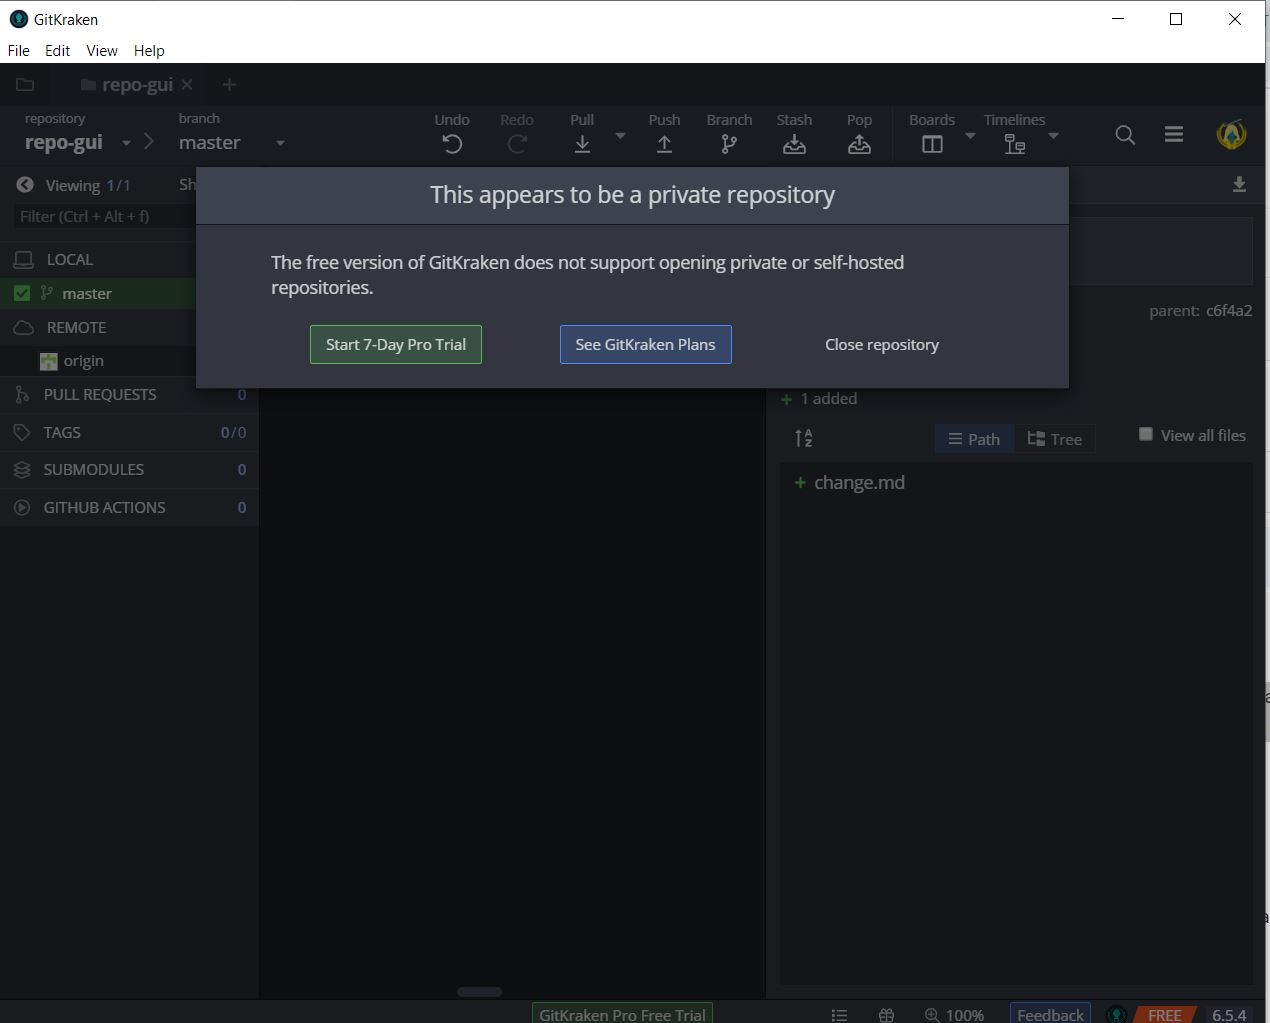 GitKraken
File Edit View Help
repo-gui
repository
repo-gui
branch
master
Undo Redo Pull Push Branch Stash Pop Boards Timelines
Viewing 1/1 Sh
Filter (Ctrl + Alt + f)
LOCAL
master
REMOTE
origin
PULL REQUESTS 0
TAGS 0/0
SUBMODULES 0
GITHUB ACTIONS 0
This appears to be a private repository
The free version of GitKraken does not support opening private or self-hosted
repositories.
Start 7-Day Pro Trial See GitKraken Plans Close repository
parent: c6f4a2
+ 1 added
A
Z
Path Tree View all files
+ change.md
GitKraken Pro Free Trial 100% Feedback FREE 6.5.4